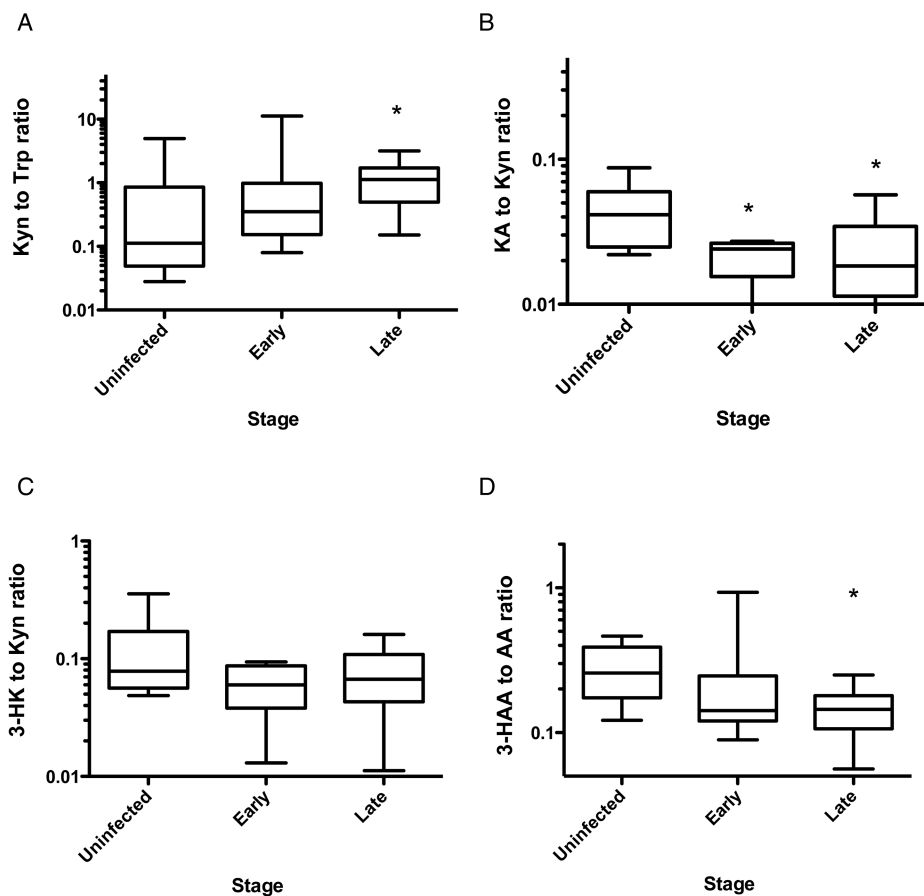 A
Kyn to Trp ratio
10
1
0.1
0.01
*
Uninfected
Early
Late
Stage
B
KA to Kyn ratio
0.1
0.01
*
*
Uninfected
Early
Late
Stage
C
3-HK to Kyn ratio
1
0.1
0.01
Uninfected
Early
Late
Stage
D
3-HAA to AA ratio
1
0.1
*
Uninfected
Early
Late
Stage